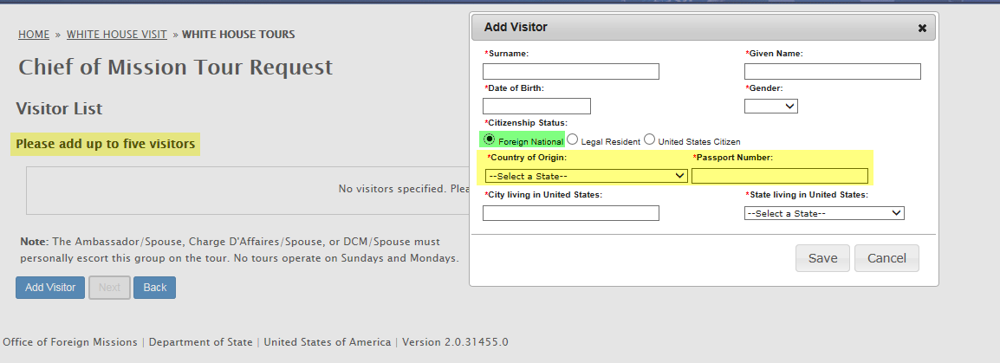 HOME » WHITE HOUSE VISIT » WHITE HOUSE TOURS
Chief of Mission Tour Request
Visitor List
Please add up to five visitors
No visitors specified.
Note: The Ambassador/Spouse, Charge D'Affaires/Spouse, or DCM/Spouse must
personally escort this group on the tour. No tours operate on Sundays and Mondays.
Add Visitor Next Back
Add Visitor ×
*Surname: *Given Name:
*Date of Birth: *Gender:
*Citizenship Status:
Foreign National Legal Resident United States Citizen
*Country of Origin: *Passport Number:
--Select a State--
*City living in United States: *State living in United States:
--Select a State--
Save Cancel
Office of Foreign Missions | Department of State | United States of America | Version 2.0.31455.0